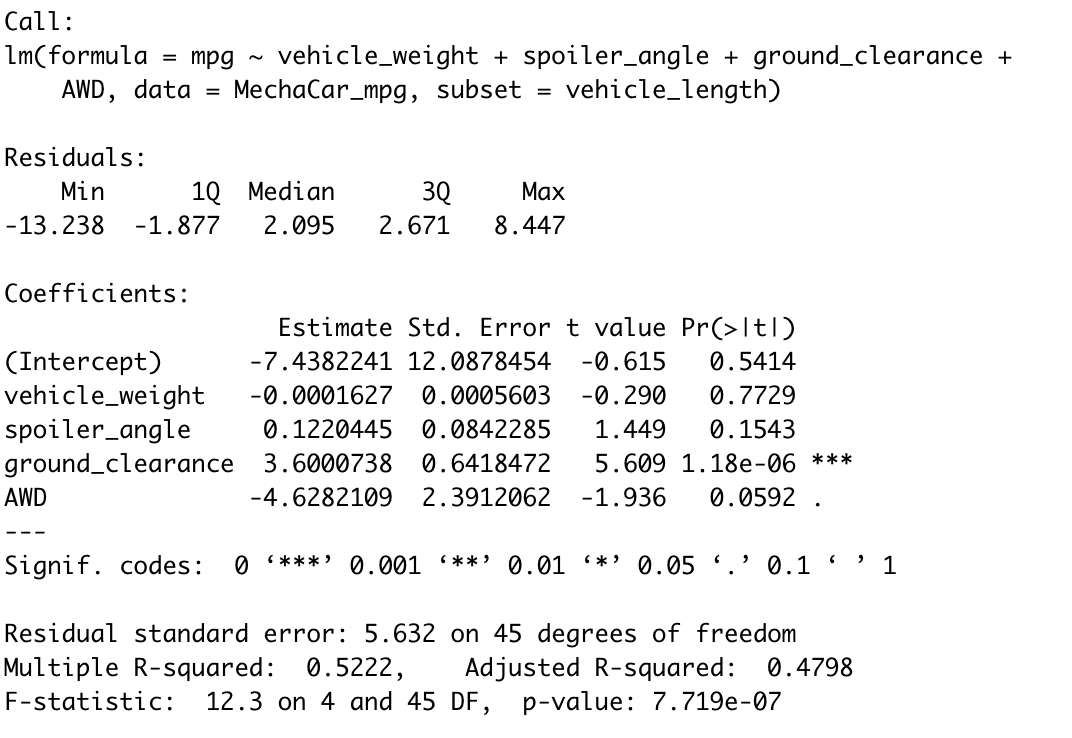 Call:
lm(formula = mpg ~ vehicle_weight + spoiler_angle + ground_clearance +
    AWD, data = MechaCar_mpg, subset = vehicle_length)

Residuals:
    Min      1Q  Median      3Q     Max
-13.238  -1.877   2.095   2.671   8.447

Coefficients:
                   Estimate Std. Error t value Pr(>|t|)
(Intercept)      -7.4382241 12.0878454  -0.615   0.5414
vehicle_weight   -0.0001627  0.0005603  -0.290   0.7729
spoiler_angle     0.1220445  0.0842285   1.449   0.1543
ground_clearance  3.6000738  0.6418472   5.609 1.18e-06 ***
AWD              -4.6282109  2.3912062  -1.936   0.0592 .
---
Signif. codes:  0 ‘***’ 0.001 ‘**’ 0.01 ‘*’ 0.05 ‘.’ 0.1 ‘ ’ 1

Residual standard error: 5.632 on 45 degrees of freedom
Multiple R-squared:  0.5222,    Adjusted R-squared:  0.4798
F-statistic:  12.3 on 4 and 45 DF,  p-value: 7.719e-07